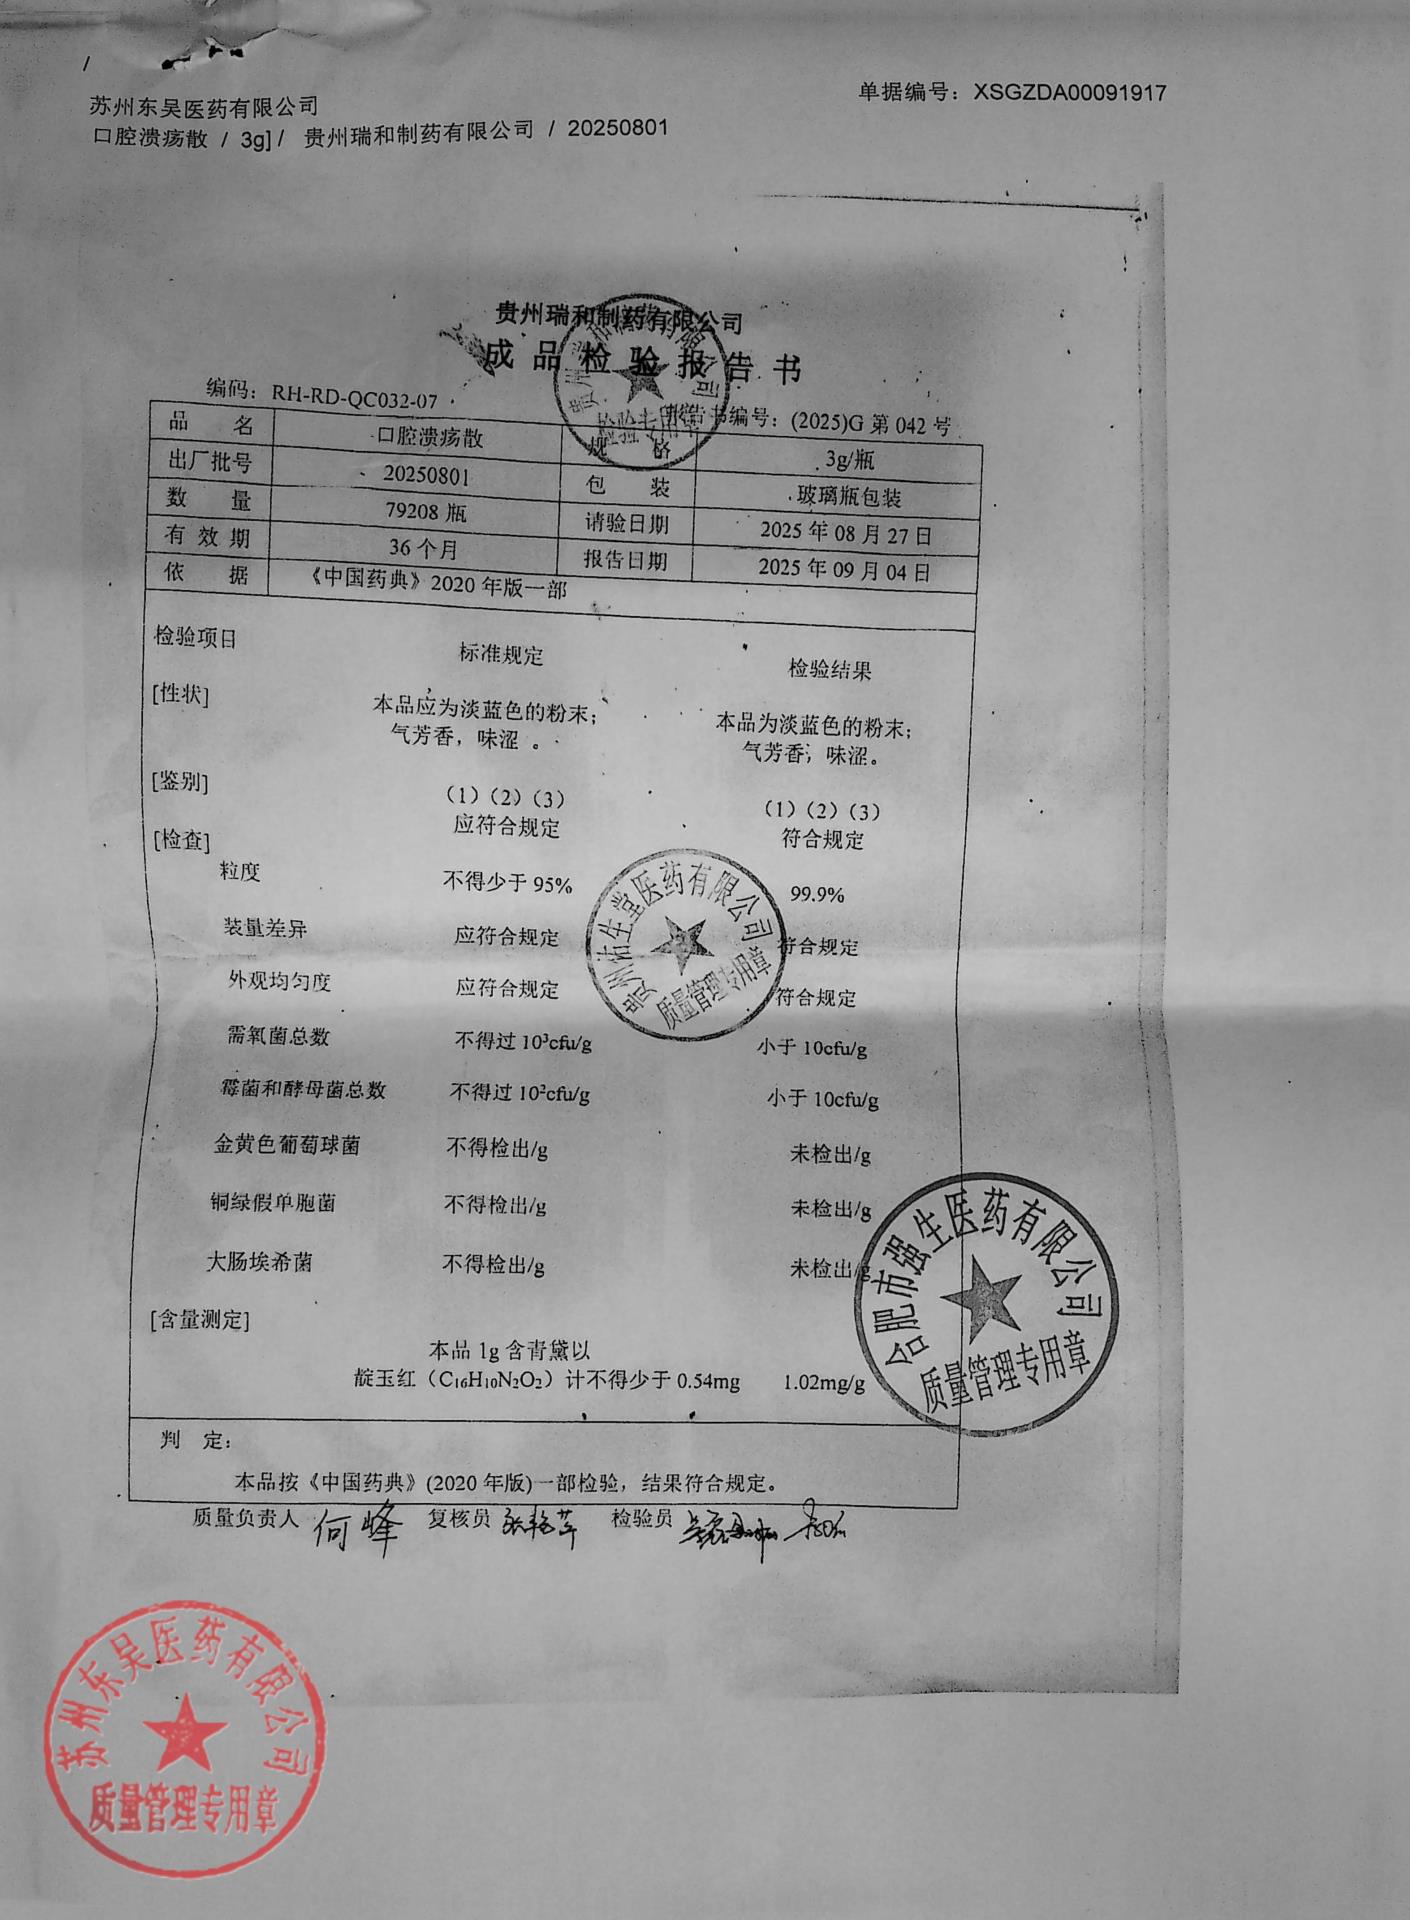 /
苏州东吴医药有限公司
单据编号：XSGZDA00091917
口腔溃疡散 / 3g] / 贵州瑞和制药有限公司 / 20250801
贵州瑞和制药有限公司
成品检验报告书
检验专用章
编码：RH-RD-QC032-07
报告书编号：(2025)G 第 042 号
品 名 口腔溃疡散 规 格 3g/瓶
出厂批号 20250801 包 装 玻璃瓶包装
数 量 79208 瓶 请验日期 2025 年 08 月 27 日
有 效 期 36 个月 报告日期 2025 年 09 月 04 日
依 据 《中国药典》2020 年版一部
检验项目 标准规定 检验结果
[性状] 本品应为淡蓝色的粉末； 本品为淡蓝色的粉末；
气芳香，味涩 。 气芳香，味涩。
[鉴别] （1）（2）（3） （1）（2）（3）
应符合规定 符合规定
[检查]
粒度 不得少于 95% 99.9%
装量差异 应符合规定 符合规定
外观均匀度 应符合规定 符合规定
需氧菌总数 不得过 10³cfu/g 小于 10cfu/g
霉菌和酵母菌总数 不得过 10²cfu/g 小于 10cfu/g
金黄色葡萄球菌 不得检出/g 未检出/g
铜绿假单胞菌 不得检出/g 未检出/g
大肠埃希菌 不得检出/g 未检出/g
[含量测定]
本品 1g 含青黛以
靛玉红（C₁₆H₁₀N₂O₂）计不得少于 0.54mg 1.02mg/g
判 定：
本品按《中国药典》(2020 年版)一部检验，结果符合规定。
质量负责人 何峰 复核员 张艳芹 检验员
贵州佑生堂医药有限公司
质量管理专用章
合肥市强生医药有限公司
质量管理专用章
苏州东吴医药有限公司
质量管理专用章